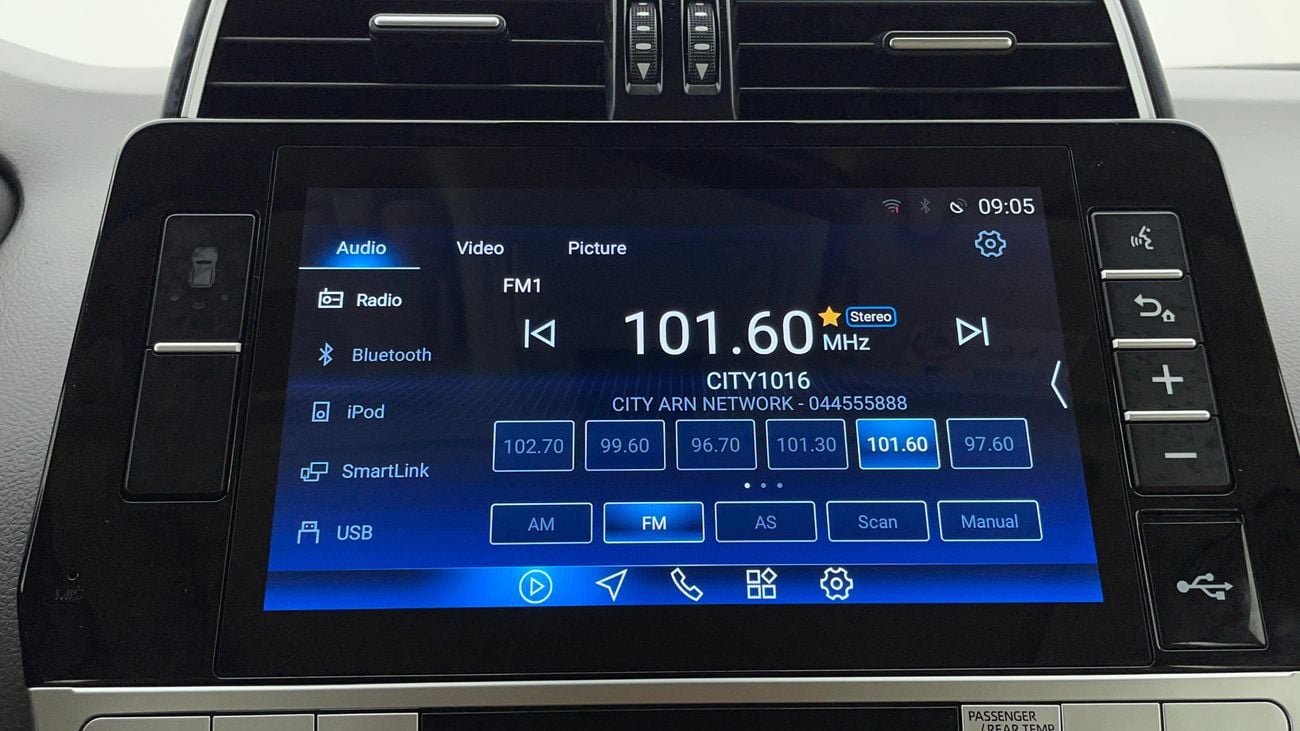 09:05
Audio Video Picture
FM1
Radio
101.60 MHz Stereo
Bluetooth
CITY1016
CITY ARN NETWORK - 044555888
iPod
102.70 99.60 96.70 101.30 101.60 97.60
SmartLink
AM FM AS Scan Manual
USB
MIC
PASSENGER
/REAR TEMP